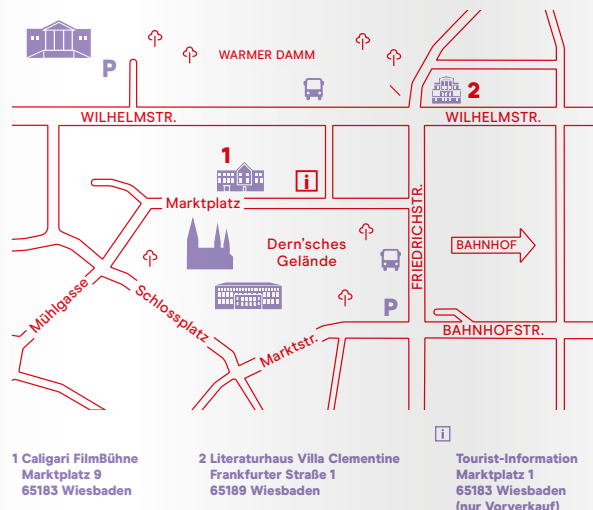 P
WARMER DAMM
2
WILHELMSTR.
WILHELMSTR.
1
i
Marktplatz
Dern'sches
Gelände
FRIEDRICHSTR.
BAHNHOF
Mühlgasse
Schlossplatz
Marktstr.
P
BAHNHOFSTR.
i
1 Caligari FilmBühne
Marktplatz 9
65183 Wiesbaden
2 Literaturhaus Villa Clementine
Frankfurter Straße 1
65189 Wiesbaden
Tourist-Information
Marktplatz 1
65183 Wiesbaden
(nur Vorverkauf)